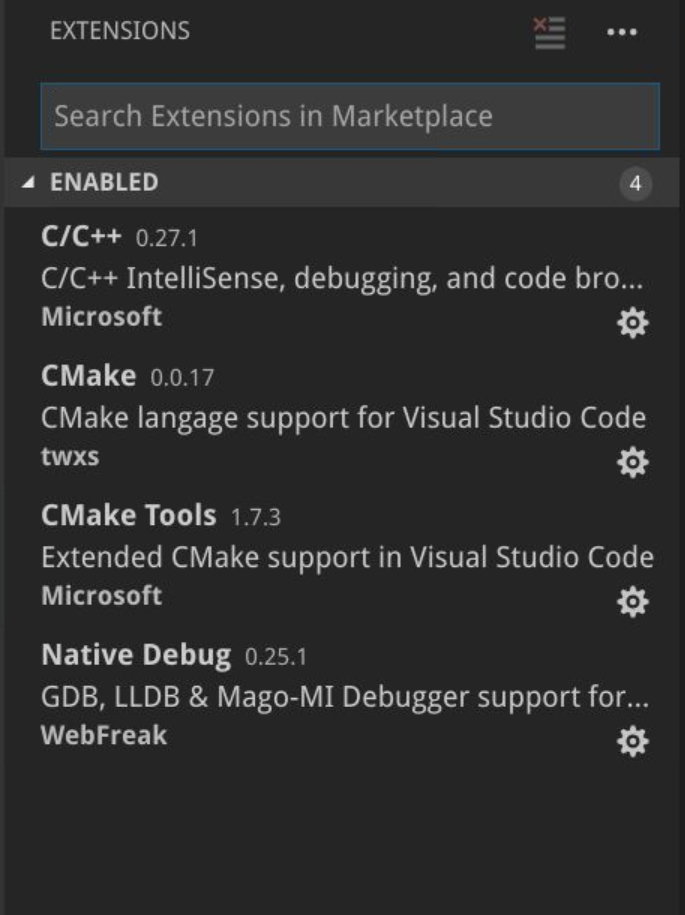 EXTENSIONS
Search Extensions in Marketplace
ENABLED 4
C/C++ 0.27.1
C/C++ IntelliSense, debugging, and code bro...
Microsoft
CMake 0.0.17
CMake langage support for Visual Studio Code
twxs
CMake Tools 1.7.3
Extended CMake support in Visual Studio Code
Microsoft
Native Debug 0.25.1
GDB, LLDB & Mago-MI Debugger support for...
WebFreak